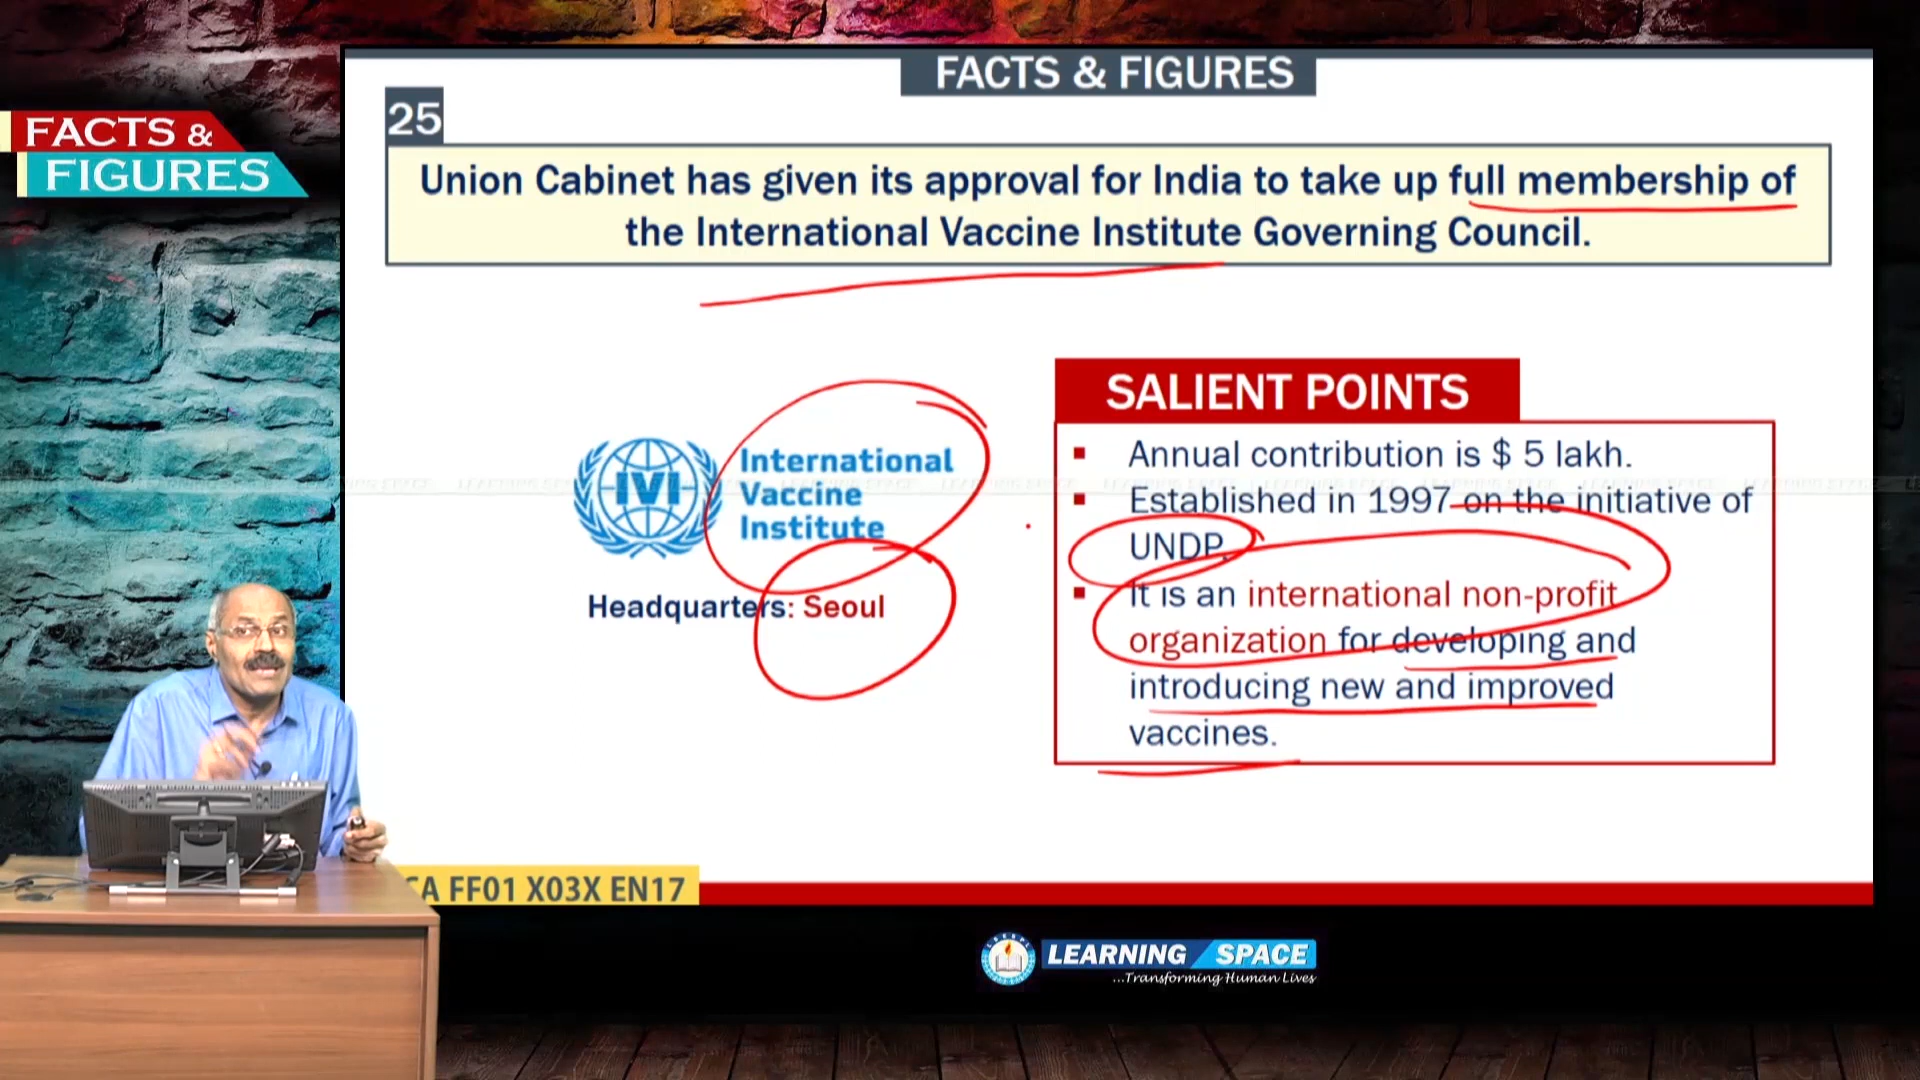 FACTS & FIGURES
FACTS &
FIGURES
25
Union Cabinet has given its approval for India to take up full membership of
the International Vaccine Institute Governing Council.
SALIENT POINTS
IVI
International
Vaccine
Institute
Headquarters: Seoul
▪ Annual contribution is $ 5 lakh.
▪ Established in 1997 on the initiative of
UNDP.
▪ It is an international non-profit
organization for developing and
introducing new and improved
vaccines.
CA FF01 X03X EN17
LEARNING SPACE
...Transforming Human Lives